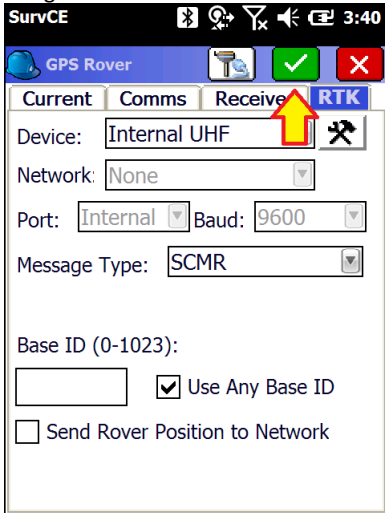 SurvCE 3:40
GPS Rover
Current Comms Receive RTK
Device: Internal UHF
Network: None
Port: Internal Baud: 9600
Message Type: SCMR
Base ID (0-1023):
Use Any Base ID
Send Rover Position to Network